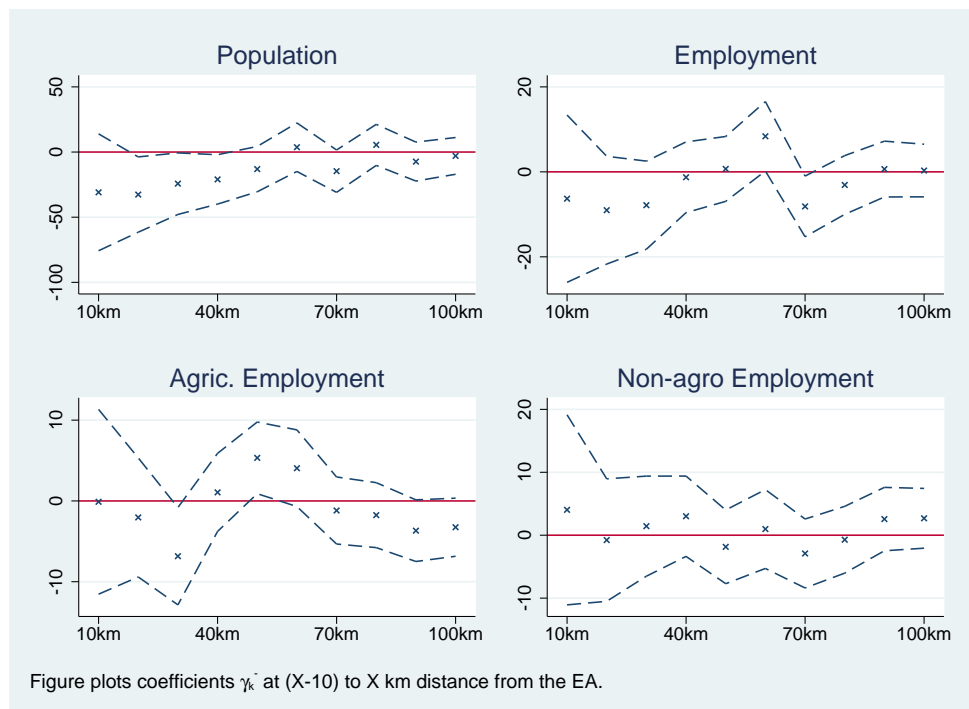 Population
50
0
-50
-100
10km 40km 70km 100km
Employment
20
0
-20
10km 40km 70km 100km
Agric. Employment
10
0
-10
10km 40km 70km 100km
Non-agro Employment
20
10
0
-10
10km 40km 70km 100km
Figure plots coefficients γₖ⁻ at (X-10) to X km distance from the EA.